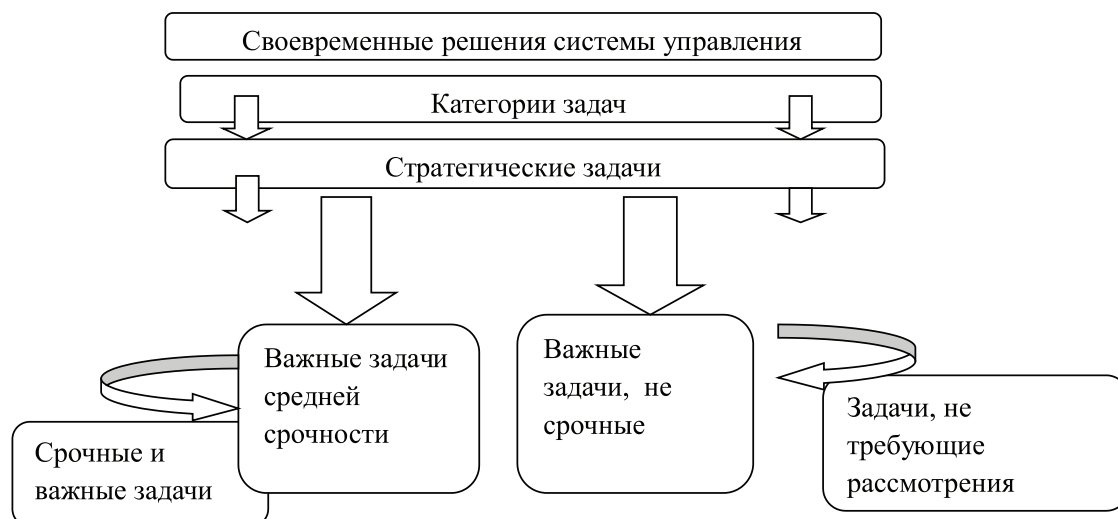 Своевременные решения системы управления
Категории задач
Стратегические задачи
Важные задачи
средней
срочности
Важные
задачи, не
срочные
Срочные и
важные задачи
Задачи, не
требующие
рассмотрения